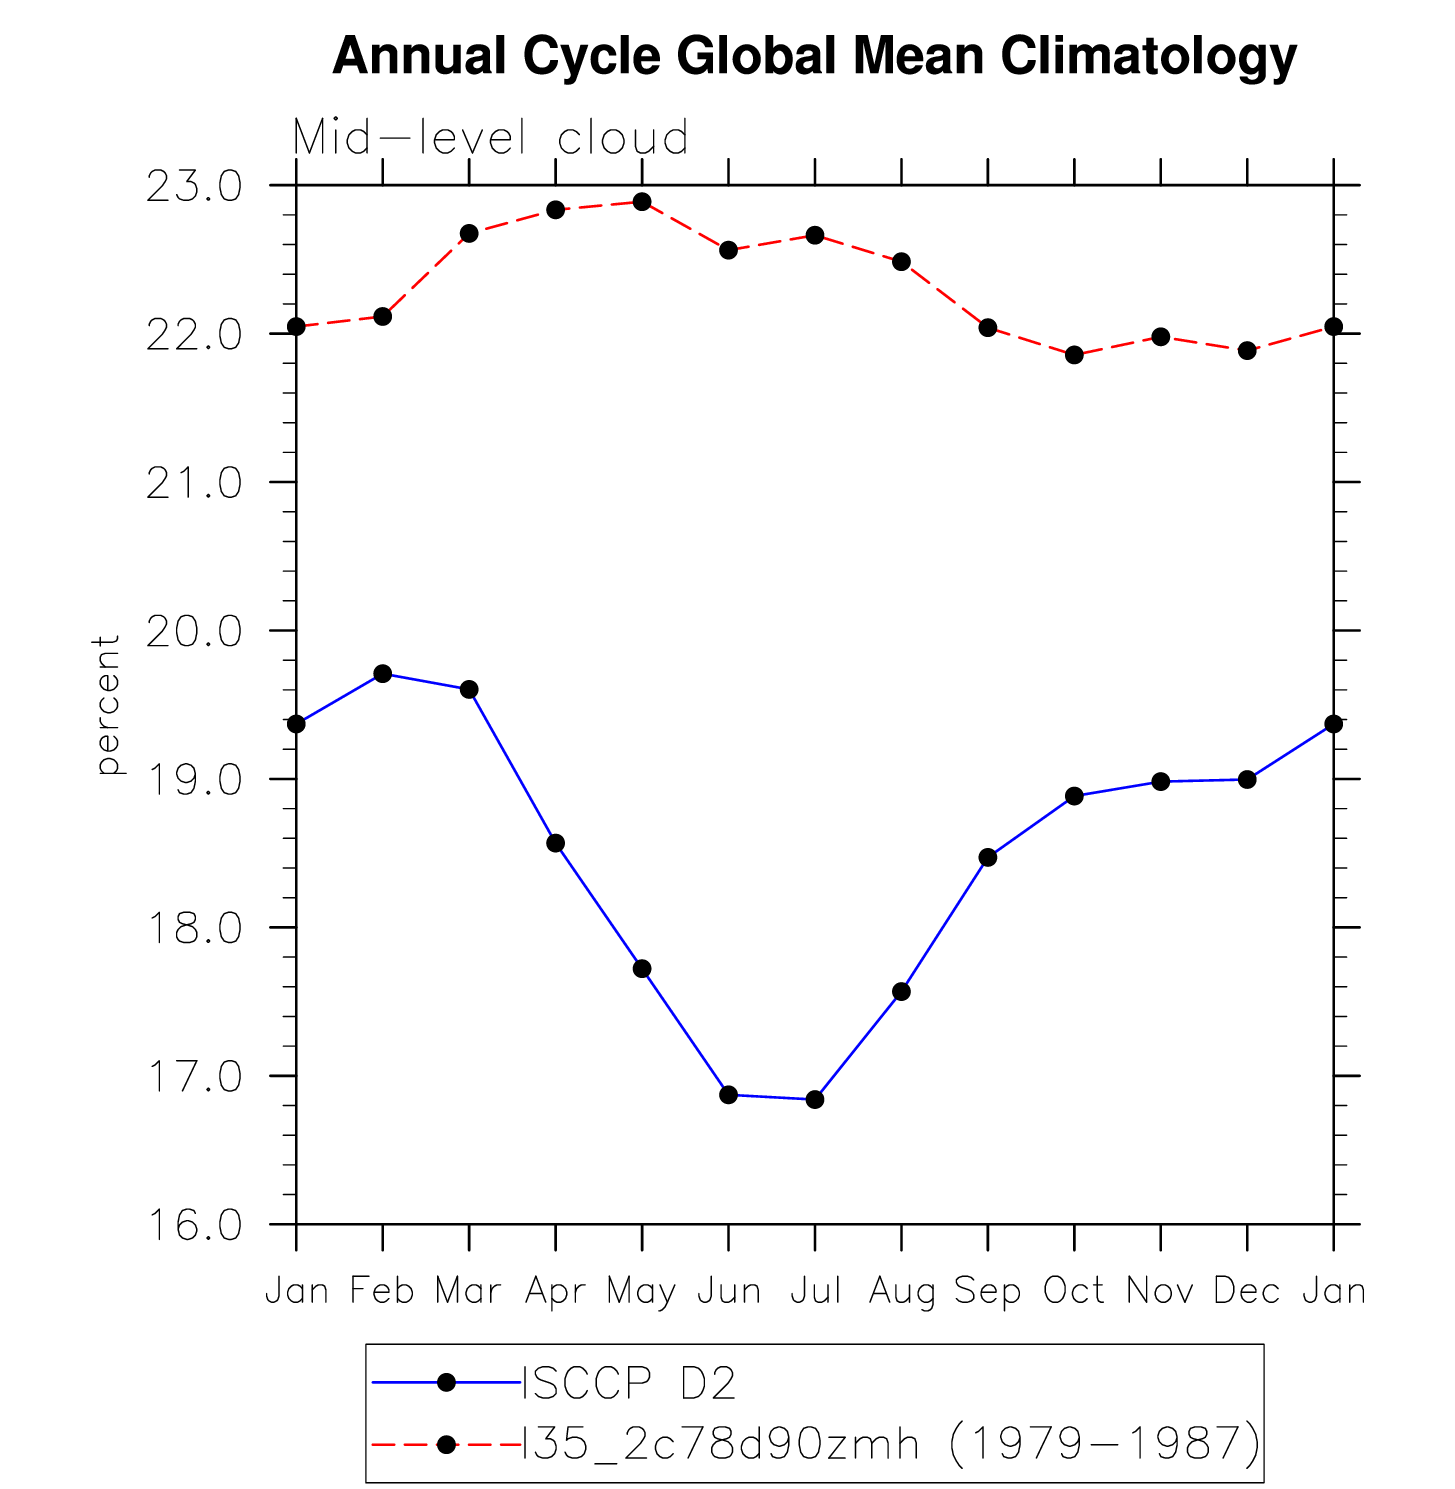 Annual Cycle Global Mean Climatology
Mid-level cloud
23.0
22.0
21.0
20.0
19.0
18.0
17.0
16.0
percent
Jan Feb Mar Apr May Jun Jul Aug Sep Oct Nov Dec Jan
ISCCP D2
I35_2c78d90zmh (1979-1987)